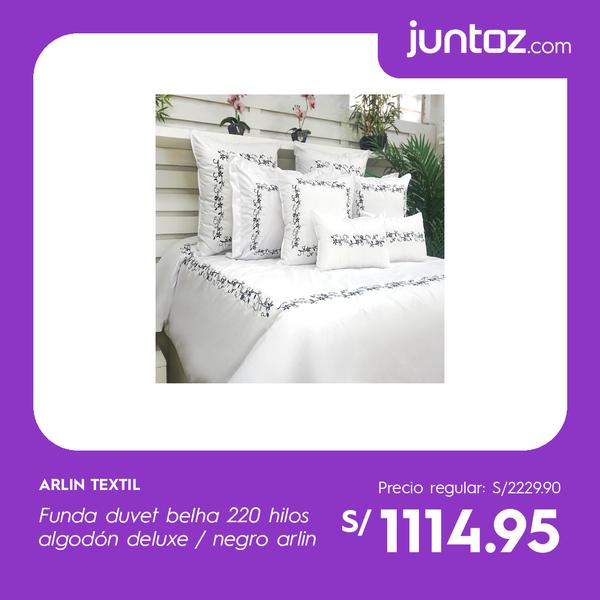 juntoz.com
ARLIN TEXTIL
Funda duvet belha 220 hilos
algodón deluxe / negro arlin
Precio regular: S/2229.90
S/1114.95